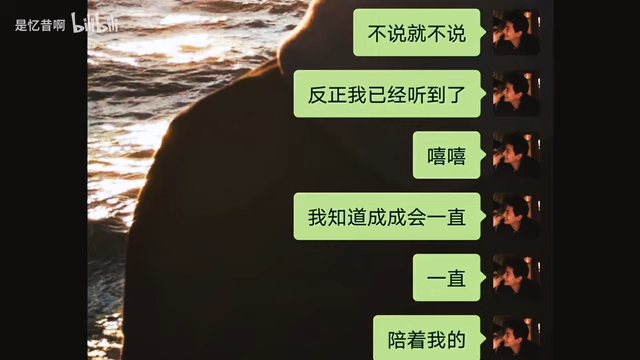 是忆昔啊 bilibili
不说就不说
反正我已经听到了
嘻嘻
我知道成成会一直
一直
陪着我的